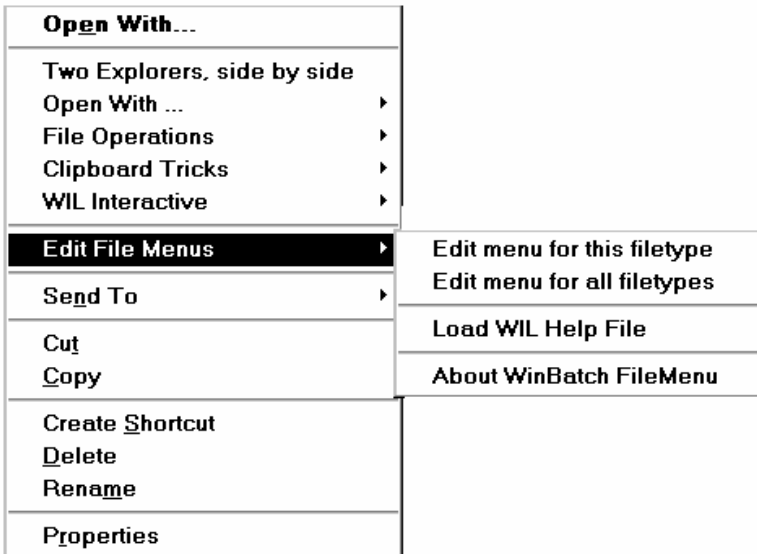 Open With...
Two Explorers, side by side
Open With ...
File Operations
Clipboard Tricks
WIL Interactive
Edit File Menus
Edit menu for this filetype
Edit menu for all filetypes
Load WIL Help File
About WinBatch FileMenu
Send To
Cut
Copy
Create Shortcut
Delete
Rename
Properties